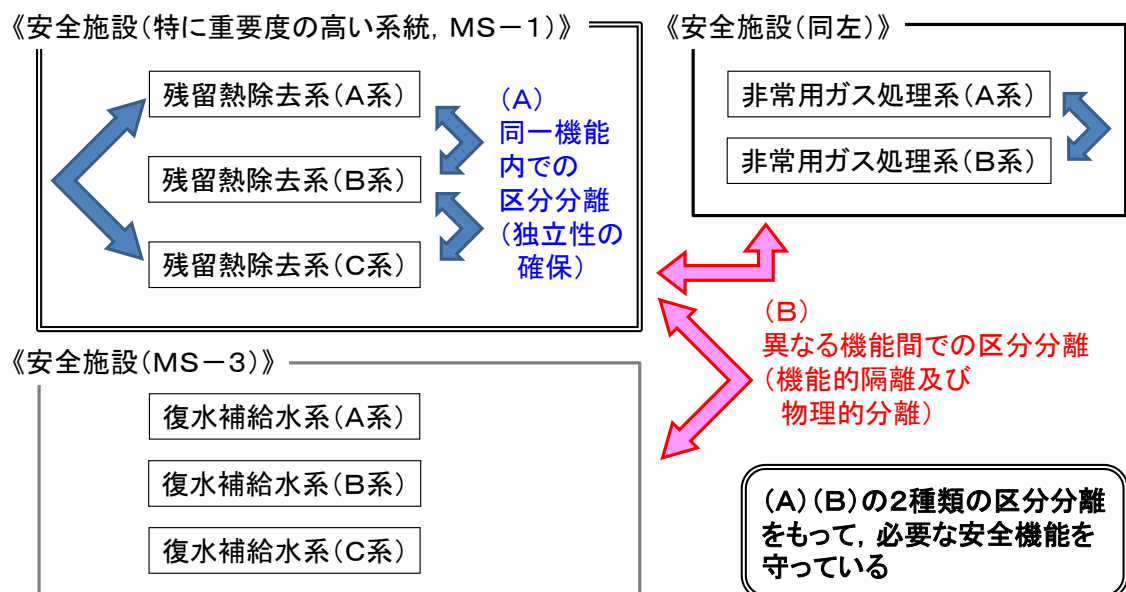 《安全施設(特に重要度の高い系統，MS－1)》
残留熱除去系(A系)
残留熱除去系(B系)
残留熱除去系(C系)
(A)
同一機能
内での
区分分離
(独立性の
確保)
《安全施設(同左)》
非常用ガス処理系(A系)
非常用ガス処理系(B系)
(B)
異なる機能間での区分分離
(機能的隔離及び
物理的分離)
《安全施設(MS－3)》
復水補給水系(A系)
復水補給水系(B系)
復水補給水系(C系)
(A)(B)の2種類の区分分離
をもって，必要な安全機能を
守っている